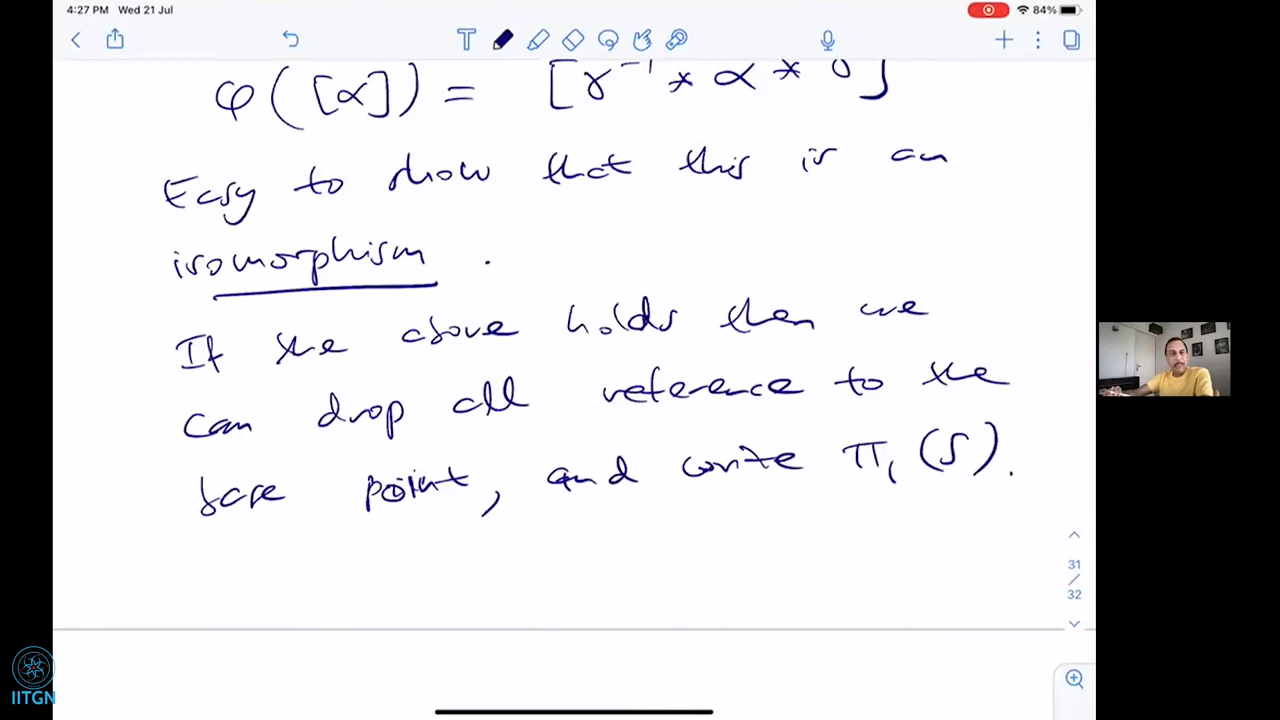 4:27 PM Wed 21 Jul
84%
φ([α]) = [γ⁻¹ * α * γ]
Easy to show that this is an
isomorphism .
If the above holds then we
can drop all reference to the
base point, and write π₁(S).
31
/
32
IITGN